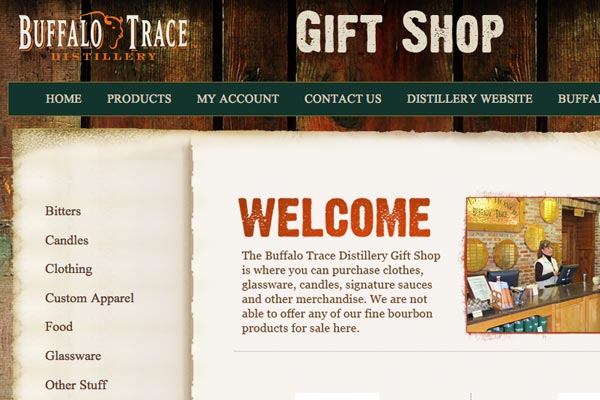 BUFFALO TRACE
DISTILLERY
GIFT SHOP
HOME PRODUCTS MY ACCOUNT CONTACT US DISTILLERY WEBSITE BUFFA
Bitters
Candles
Clothing
Custom Apparel
Food
Glassware
Other Stuff
WELCOME
The Buffalo Trace Distillery Gift Shop
is where you can purchase clothes,
glassware, candles, signature sauces
and other merchandise. We are not
able to offer any of our fine bourbon
products for sale here.
BUFFALO TRACE